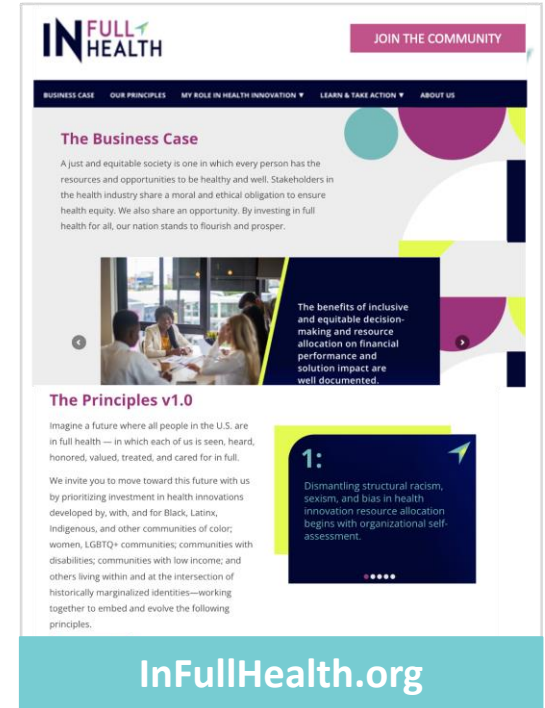 IN FULL
HEALTH
JOIN THE COMMUNITY
BUSINESS CASE OUR PRINCIPLES MY ROLE IN HEALTH INNOVATION ▼ LEARN & TAKE ACTION ▼ ABOUT US
The Business Case
A just and equitable society is one in which every person has the
resources and opportunities to be healthy and well. Stakeholders in
the health industry share a moral and ethical obligation to ensure
health equity. We also share an opportunity. By investing in full
health for all, our nation stands to flourish and prosper.
The benefits of inclusive
and equitable decision-
making and resource
allocation on financial
performance and
solution impact are
well documented.
The Principles v1.0
Imagine a future where all people in the U.S. are
in full health — in which each of us is seen, heard,
honored, valued, treated, and cared for in full.
We invite you to move toward this future with us
by prioritizing investment in health innovations
developed by, with, and for Black, Latinx,
Indigenous, and other communities of color;
women, LGBTQ+ communities; communities with
disabilities; communities with low income; and
others living within and at the intersection of
historically marginalized identities—working
together to embed and evolve the following
principles.
1:
Dismantling structural racism,
sexism, and bias in health
innovation resource allocation
begins with organizational self-
assessment.
InFullHealth.org